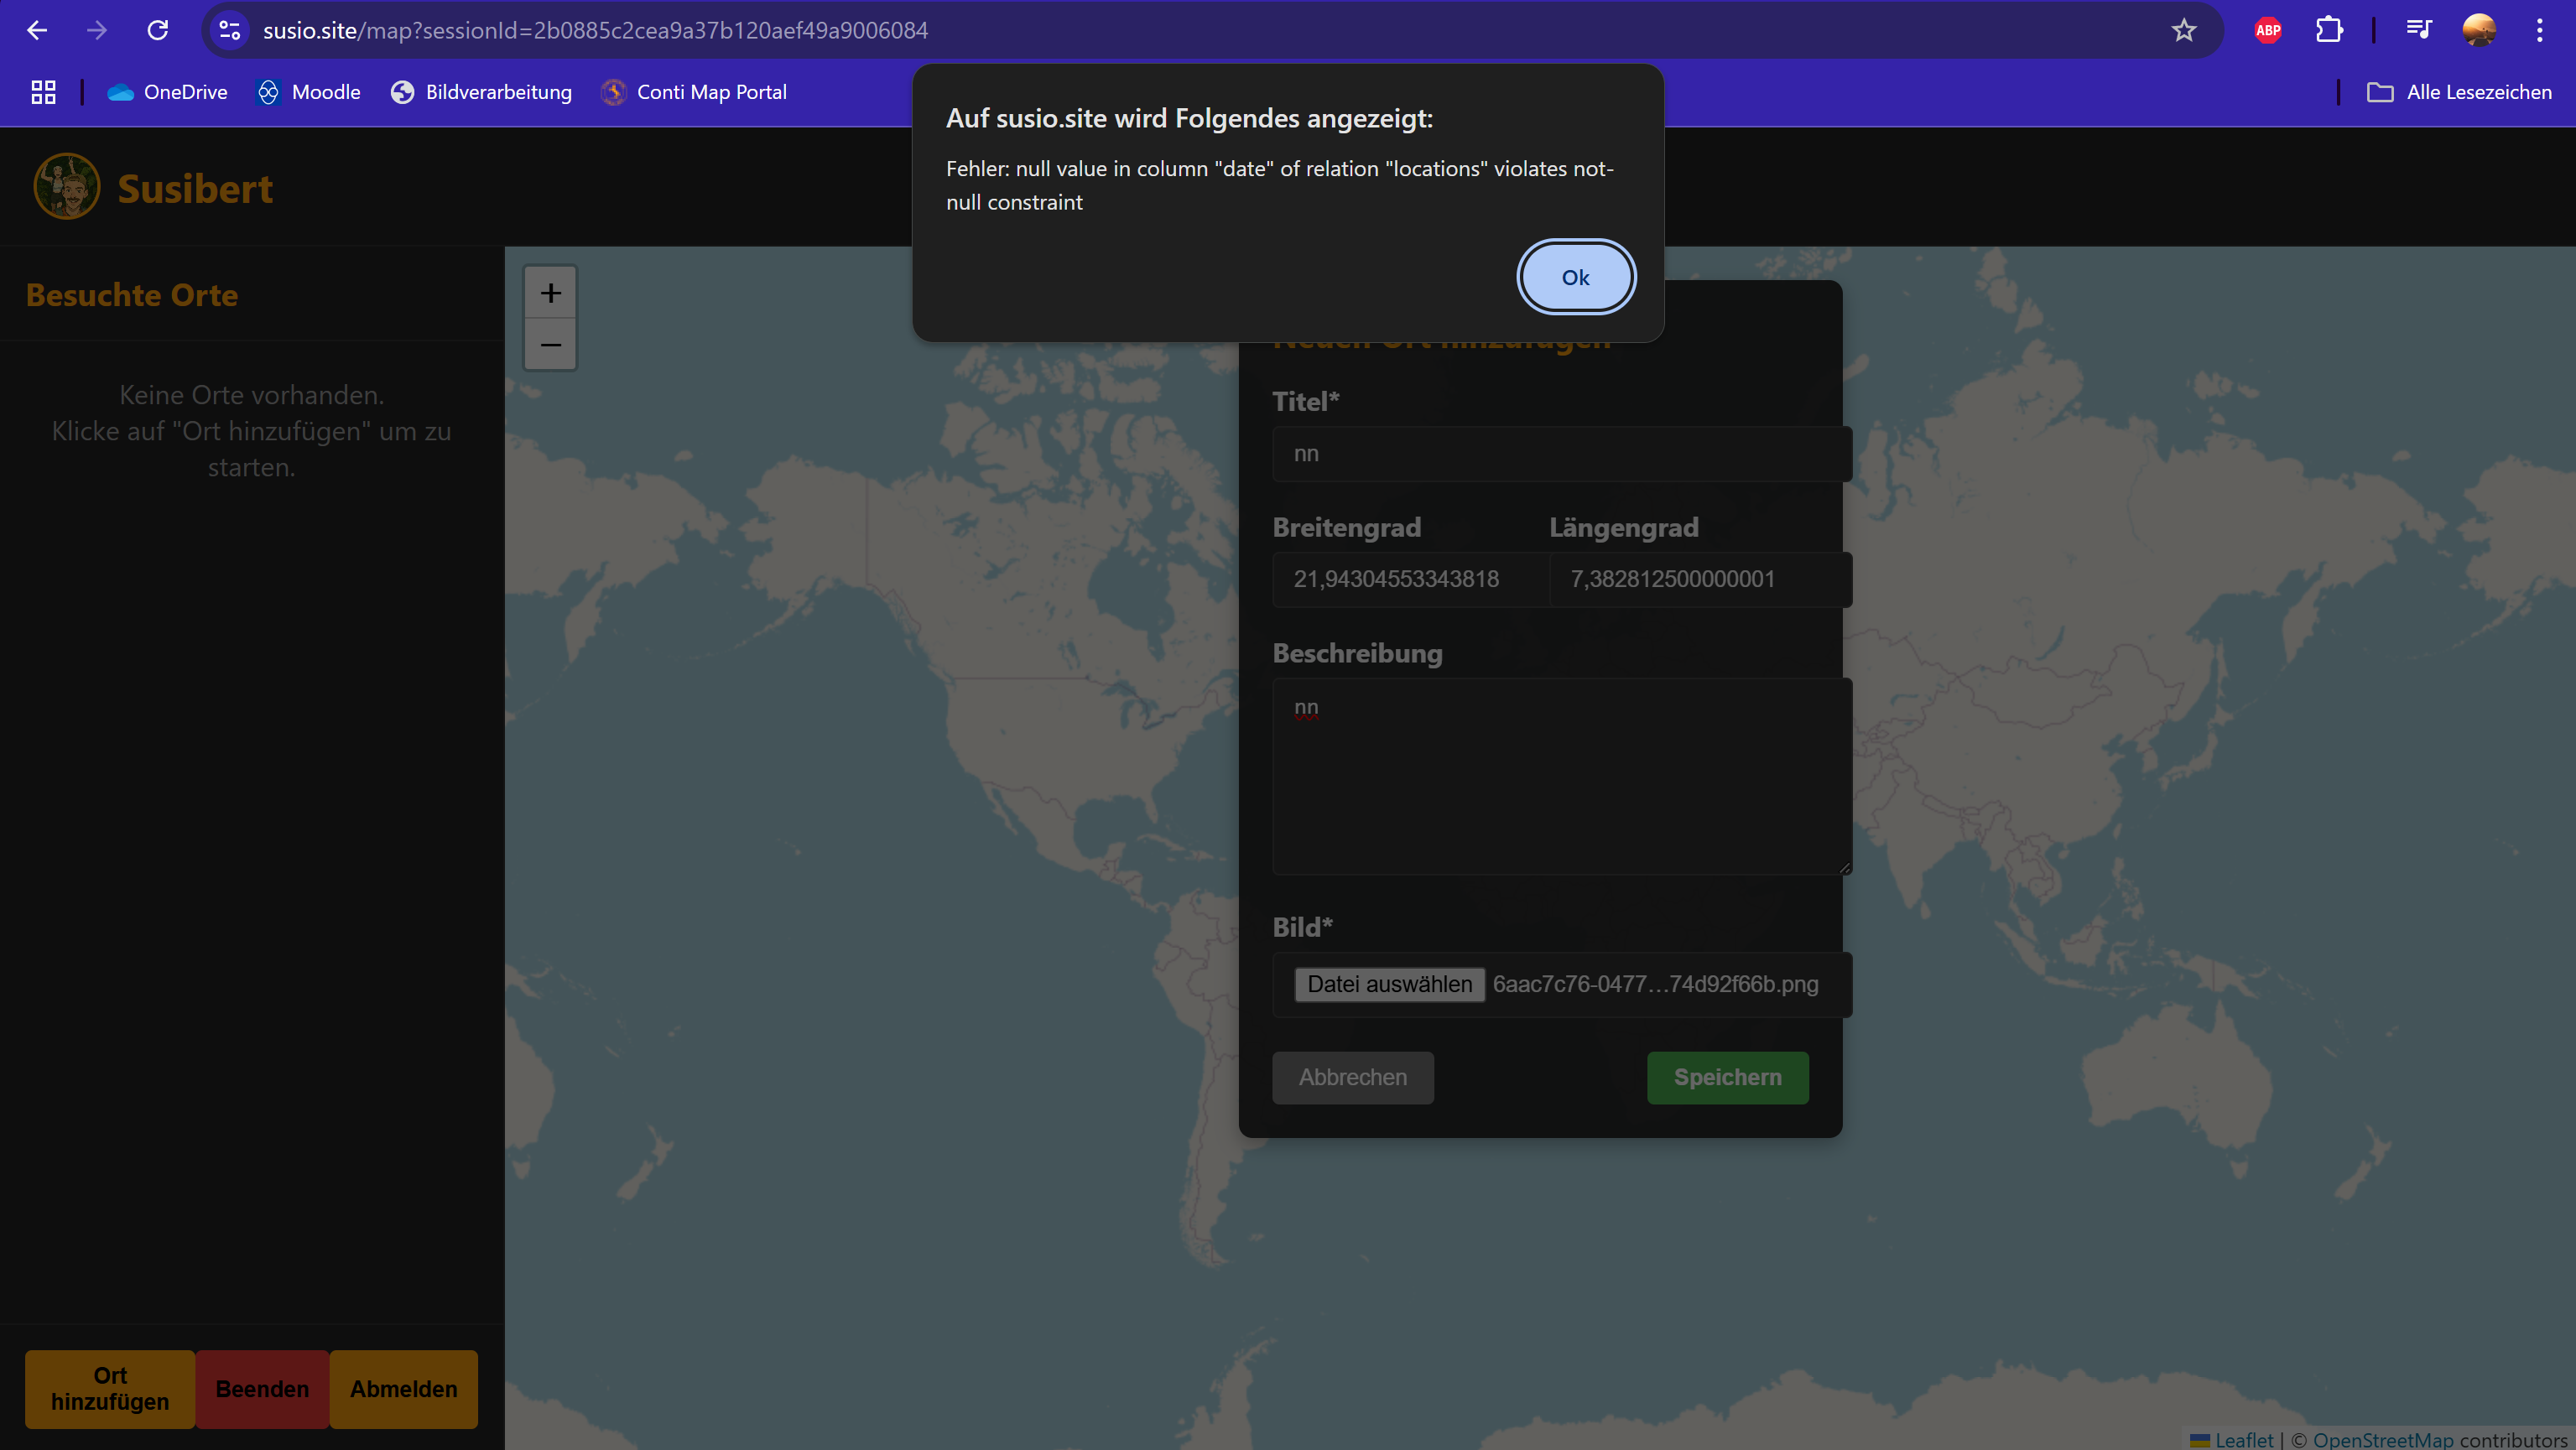 susio.site/map?sessionId=2b0885c2cea9a37b120aef49a9006084
ABP
OneDrive
Moodle
Bildverarbeitung
Conti Map Portal
Alle Lesezeichen
Auf susio.site wird Folgendes angezeigt:
Fehler: null value in column "date" of relation "locations" violates not-
null constraint
Ok
Susibert
Besuchte Orte
Keine Orte vorhanden.
Klicke auf "Ort hinzufügen" um zu
starten.
+
−
Neuen Ort hinzufügen
Titel*
nn
Breitengrad
Längengrad
21,94304553343818
7,382812500000001
Beschreibung
nn
Bild*
Datei auswählen 6aac7c76-0477…74d92f66b.png
Abbrechen
Speichern
Ort
hinzufügen
Beenden
Abmelden
Leaflet | © OpenStreetMap contributors